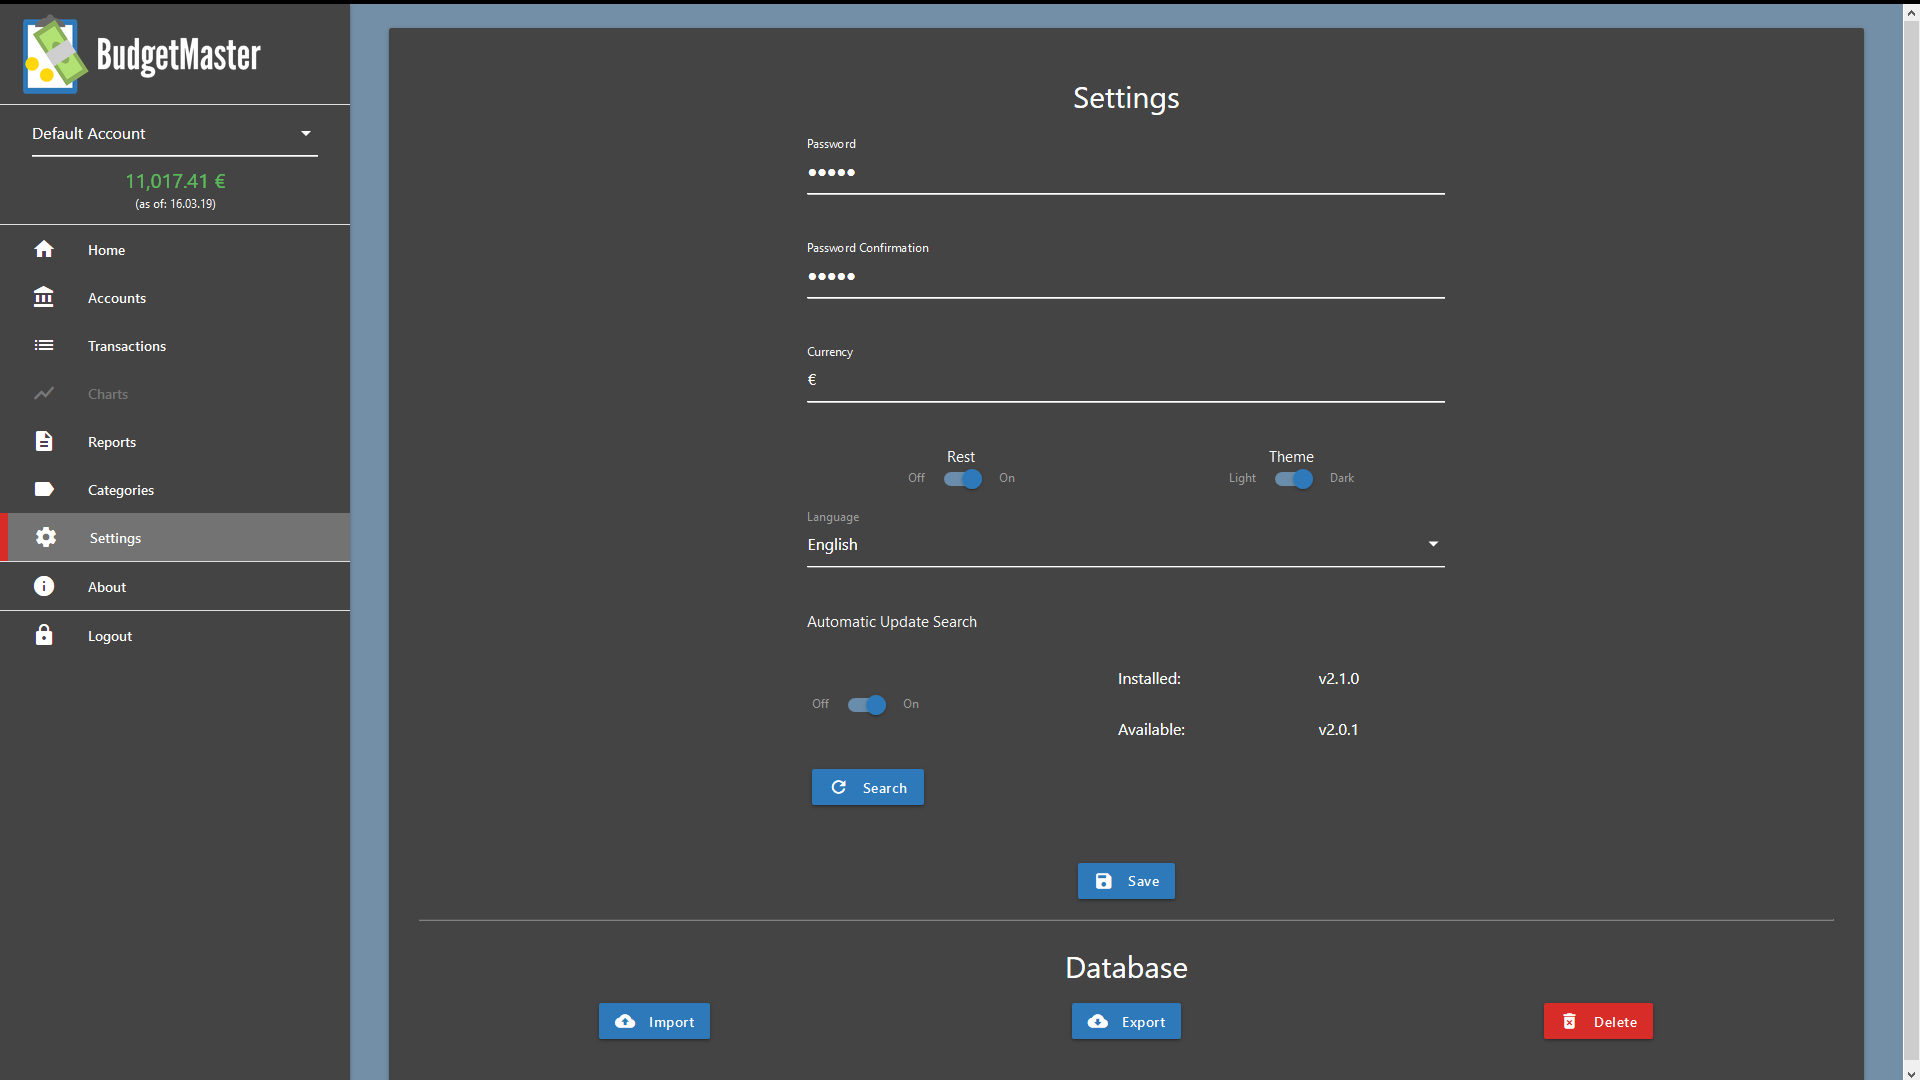 BudgetMaster
Default Account
11,017.41 €
(as of: 16.03.19)
Home
Accounts
Transactions
Charts
Reports
Categories
Settings
About
Logout
Settings
Password
●●●●●
Password Confirmation
●●●●●
Currency
€
Rest
Off On
Theme
Light Dark
Language
English
Automatic Update Search
Off On
Installed: v2.1.0
Available: v2.0.1
Search
Save
Database
Import
Export
Delete